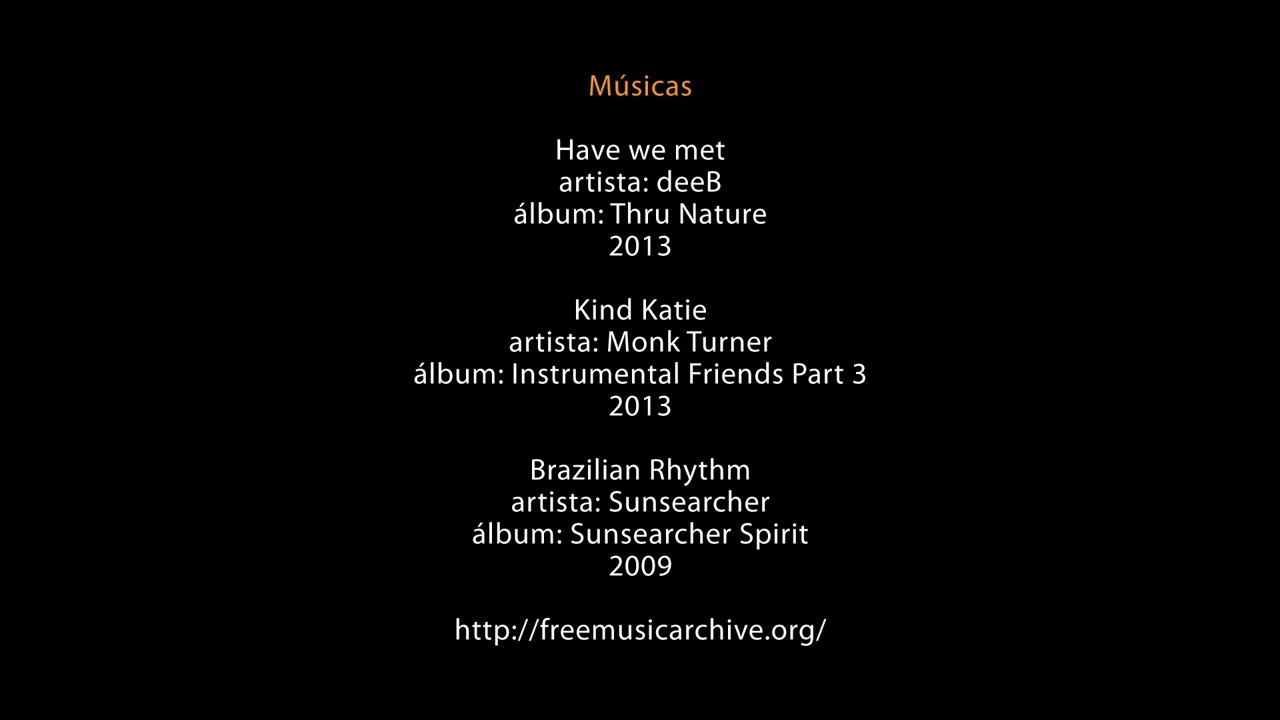 Músicas
Have we met
artista: deeB
álbum: Thru Nature
2013
Kind Katie
artista: Monk Turner
álbum: Instrumental Friends Part 3
2013
Brazilian Rhythm
artista: Sunsearcher
álbum: Sunsearcher Spirit
2009
http://freemusicarchive.org/